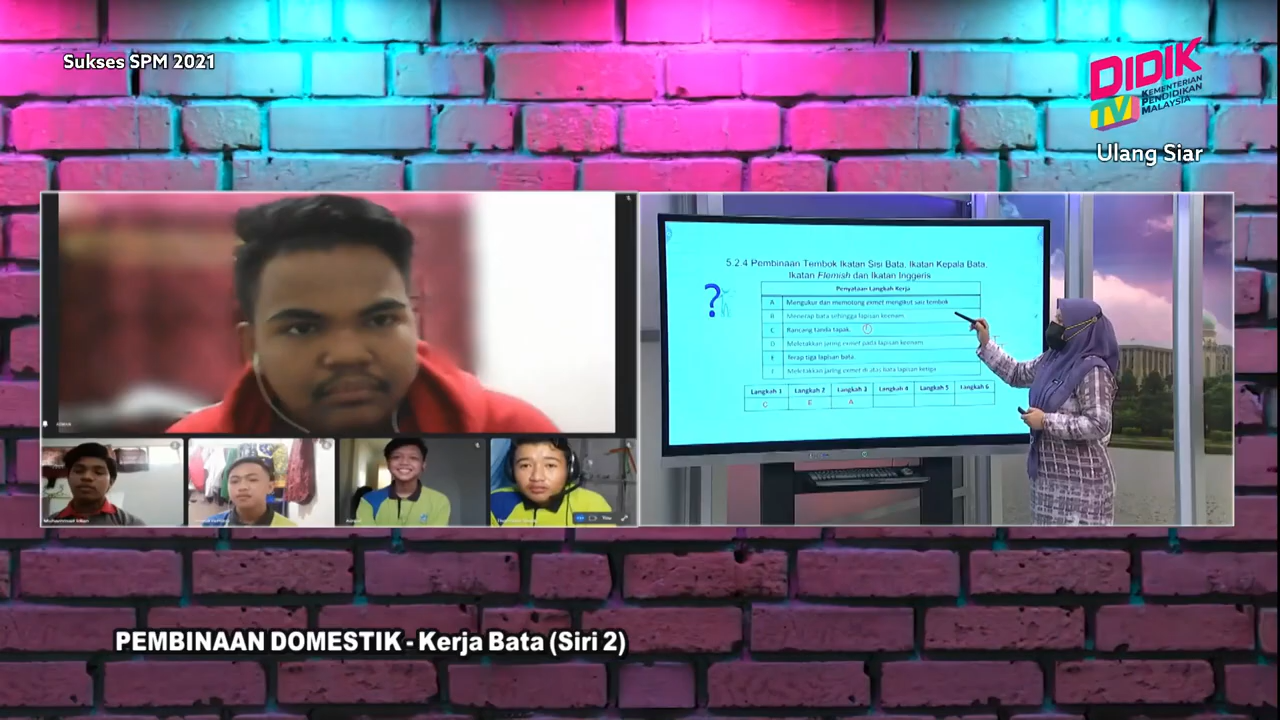 Sukses SPM 2021
DIDIK
TV
KEMENTERIAN
PENDIDIKAN
MALAYSIA
Ulang Siar
5.2.4 Pembinaan Tembok Ikatan Sisi Bata, Ikatan Kepala Bata,
Ikatan Flemish dan Ikatan Inggeris
?
Penyataan Langkah Kerja
A Mengukur dan memotong exmet mengikut saiz tembok
B Menerap bata sehingga lapisan keenam
C Rancang tanda tapak.
D Meletakkan jaring exmet pada lapisan keenam
E Terap tiga lapisan bata.
F Meletakkan jaring exmet di atas bata lapisan ketiga
Langkah 1 Langkah 2 Langkah 3 Langkah 4 Langkah 5 Langkah 6
C E A
PEMBINAAN DOMESTIK - Kerja Bata (Siri 2)